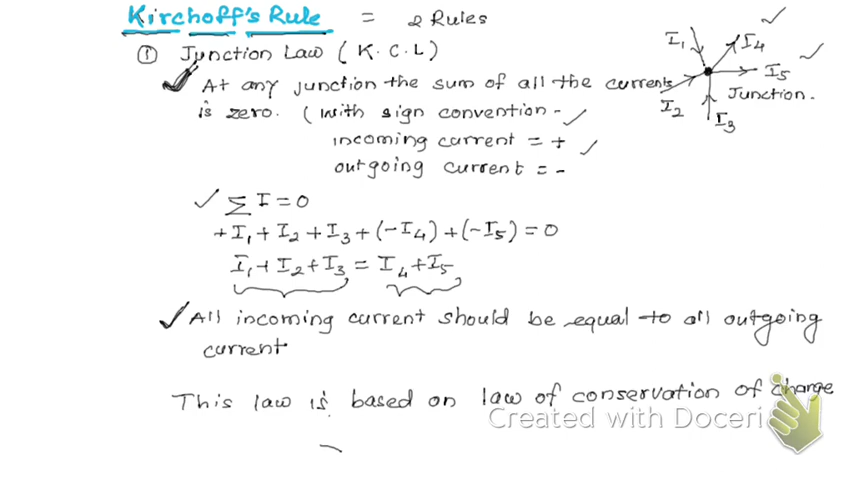 Kirchoff's Rule = 2 Rules
① Junction Law (K.C.L)
At any junction the sum of all the currents
is zero. (with sign convention -
incoming current = +
outgoing current = -
∑ I = 0
+I₁ + I₂ + I₃ + (-I₄) + (-I₅) = 0
I₁ + I₂ + I₃ = I₄ + I₅
All incoming current should be equal to all outgoing
current
This law is based on law of conservation of charge
I₁
I₄
I₅
Junction.
I₂
I₃
Created with Doceri